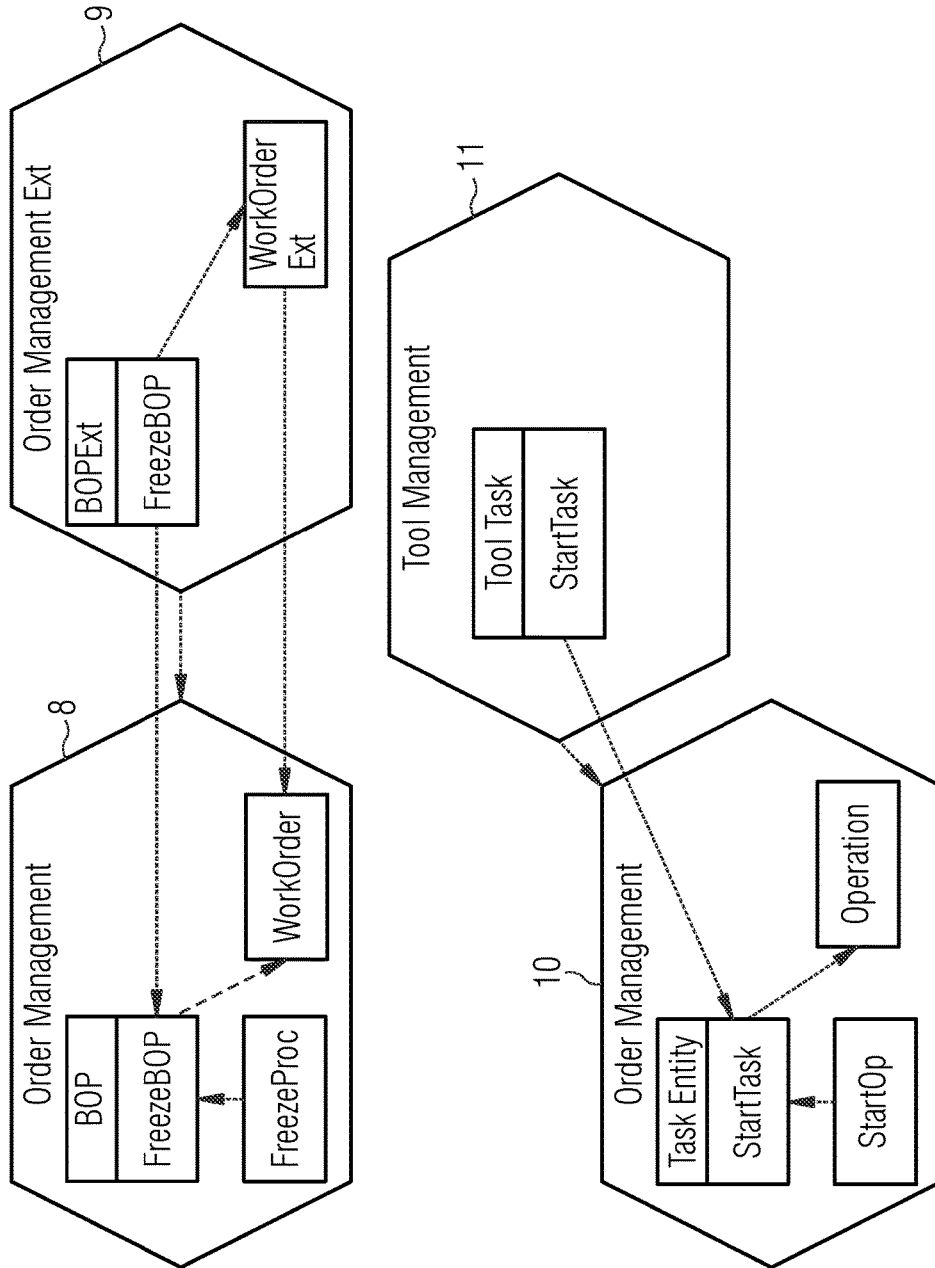 8
Order Management
BOP
FreezeBOP
FreezeProc
WorkOrder
9
Order Management Ext
BOPExt
FreezeBOP
WorkOrder
Ext
10
Order Management
Task Entity
StartTask
StartOp
Operation
11
Tool Management
Tool Task
StartTask